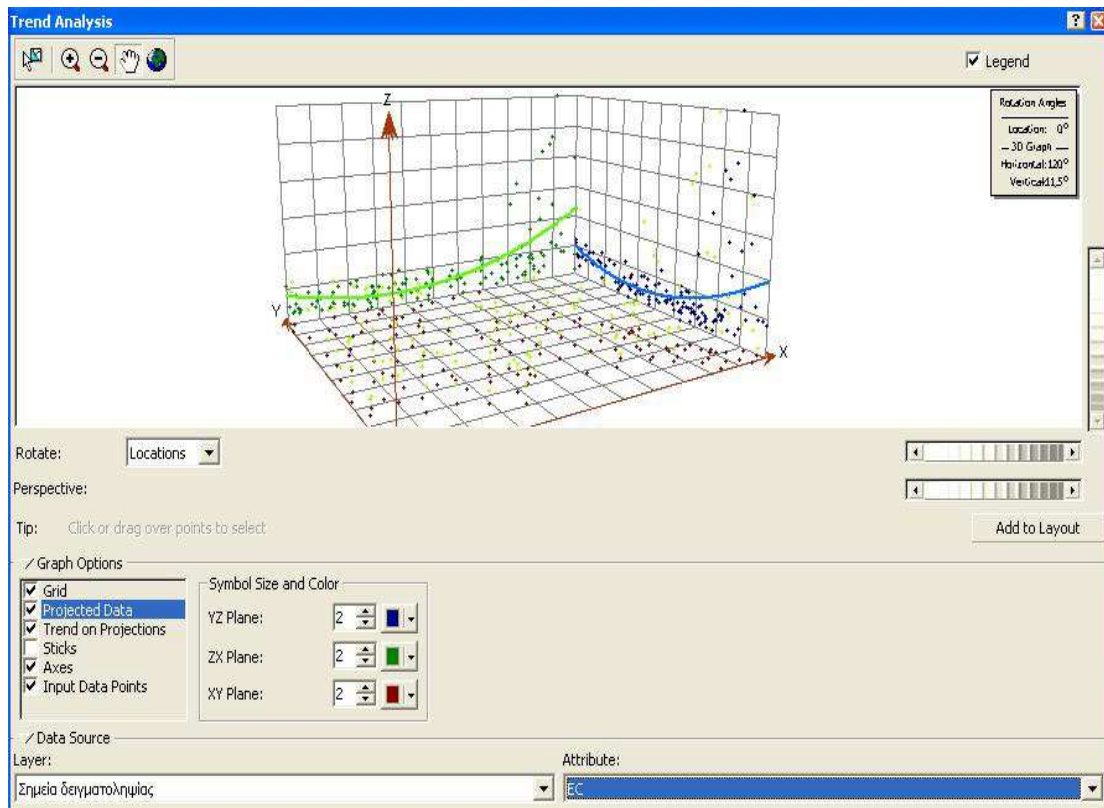 Trend Analysis
Legend
Z
Y
X
Rotation Angles
Location: 0°
— 3D Graph —
Horizontal:120°
Vertical:11,5°
Rotate: Locations
Perspective:
Tip: Click or drag over points to select
Add to Layout
Graph Options
Grid
Projected Data
Trend on Projections
Sticks
Axes
Input Data Points
Symbol Size and Color
YZ Plane: 2
ZX Plane: 2
XY Plane: 2
Data Source
Layer: Attribute:
Σημεία δειγματοληψίας EC